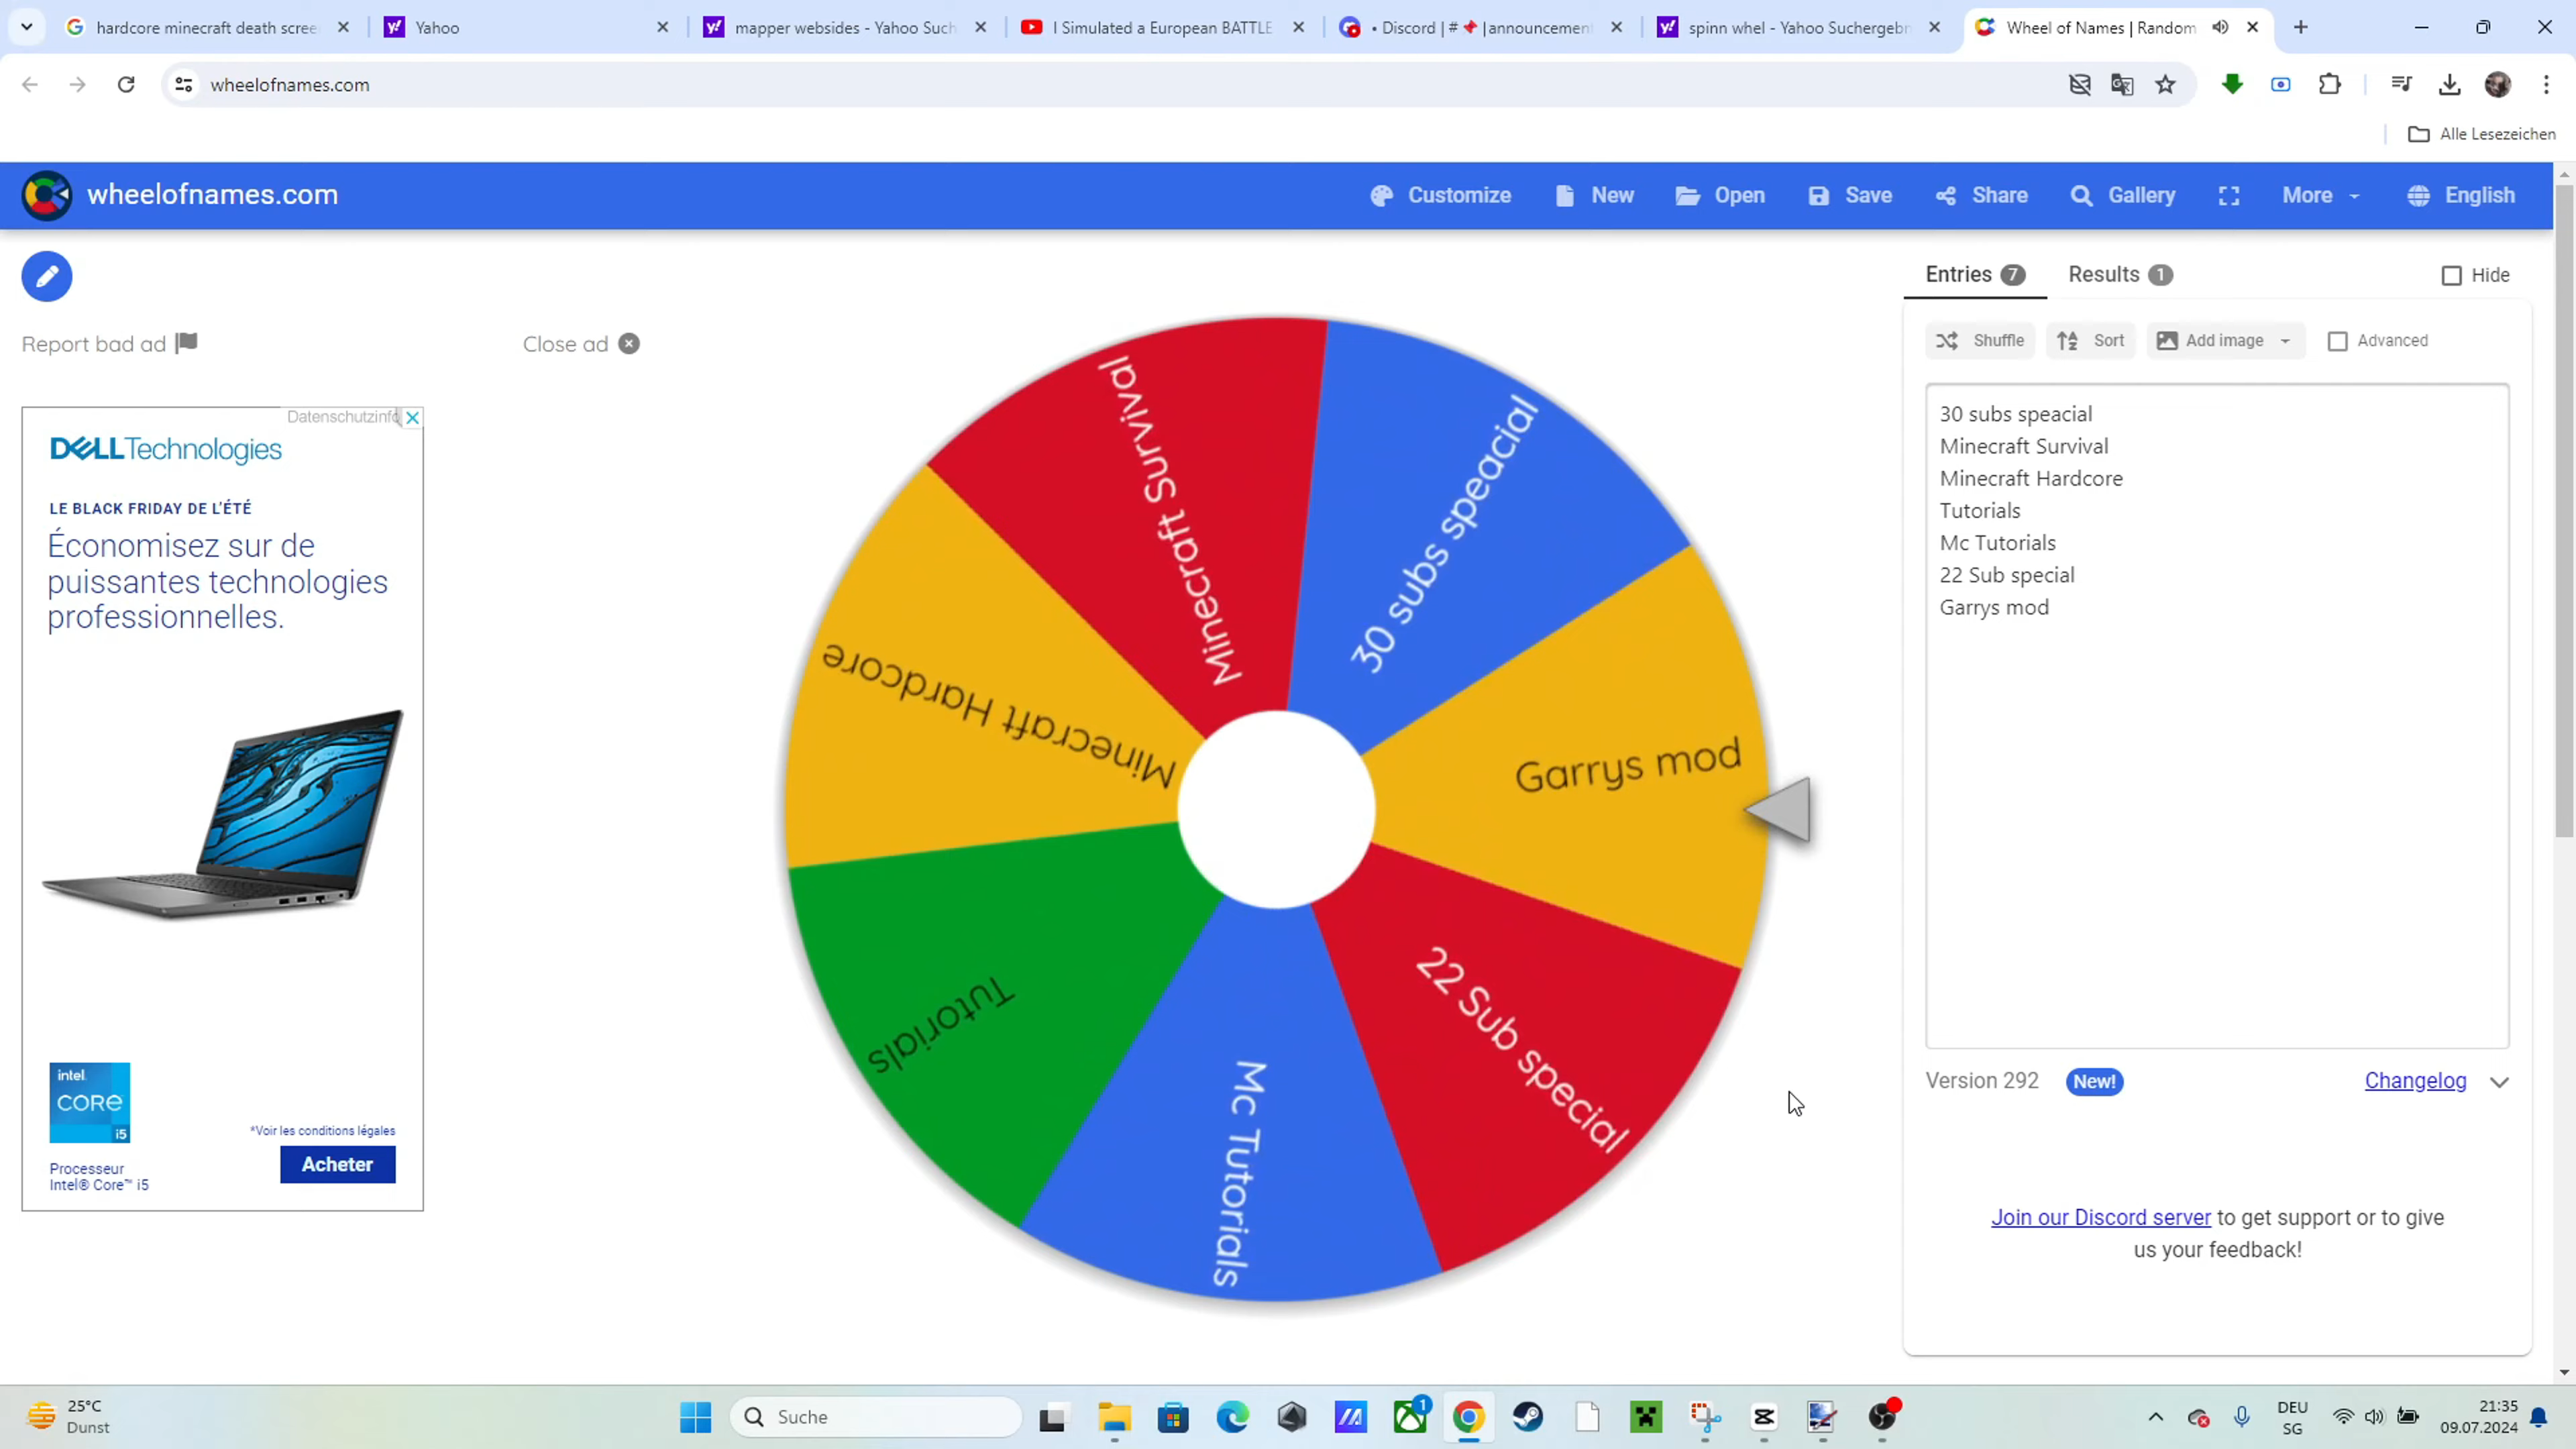 hardcore minecraft death scree
Yahoo
mapper websides - Yahoo Such
I Simulated a European BATTLE
• Discord | # 📌 |announcemen
spinn whel - Yahoo Suchergebn
Wheel of Names | Random
wheelofnames.com
Alle Lesezeichen
wheelofnames.com
Customize
New
Open
Save
Share
Gallery
More
English
Report bad ad
Close ad
Datenschutzinfo
DELLTechnologies
LE BLACK FRIDAY DE L'ÉTÉ
Économisez sur de
puissantes technologies
professionnelles.
intel.
CORE
i5
Processeur
Intel® Core™ i5
*Voir les conditions légales
Acheter
Minecraft Survival
30 subs speacial
Garrys mod
22 Sub special
Mc Tutorials
Tutorials
Minecraft Hardcore
Entries 7
Results 1
Hide
Shuffle
Sort
Add image
Advanced
30 subs speacial
Minecraft Survival
Minecraft Hardcore
Tutorials
Mc Tutorials
22 Sub special
Garrys mod
Version 292
New!
Changelog
Join our Discord server to get support or to give
us your feedback!
25°C
Dunst
Suche
1
DEU
SG
21:35
09.07.2024